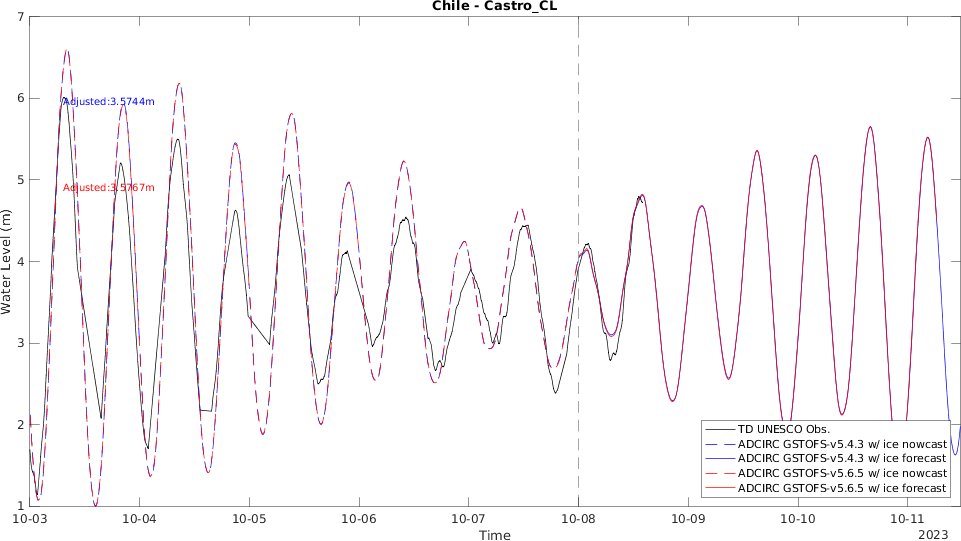 Chile - Castro_CL
7
6
5
4
3
2
1
Water Level (m)
Adjusted:3.5744m
Adjusted:3.5767m
TD UNESCO Obs.
ADCIRC GSTOFS-v5.4.3 w/ ice nowcast
ADCIRC GSTOFS-v5.4.3 w/ ice forecast
ADCIRC GSTOFS-v5.6.5 w/ ice nowcast
ADCIRC GSTOFS-v5.6.5 w/ ice forecast
10-03 10-04 10-05 10-06 10-07 10-08 10-09 10-10 10-11
Time
2023